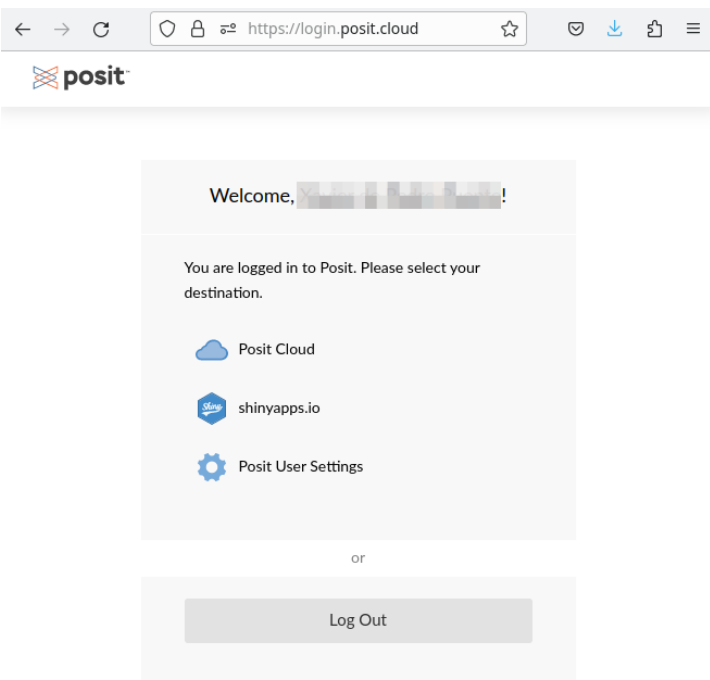 https://login.posit.cloud
posit
Welcome, !
You are logged in to Posit. Please select your
destination.
Posit Cloud
Shiny
shinyapps.io
Posit User Settings
or
Log Out